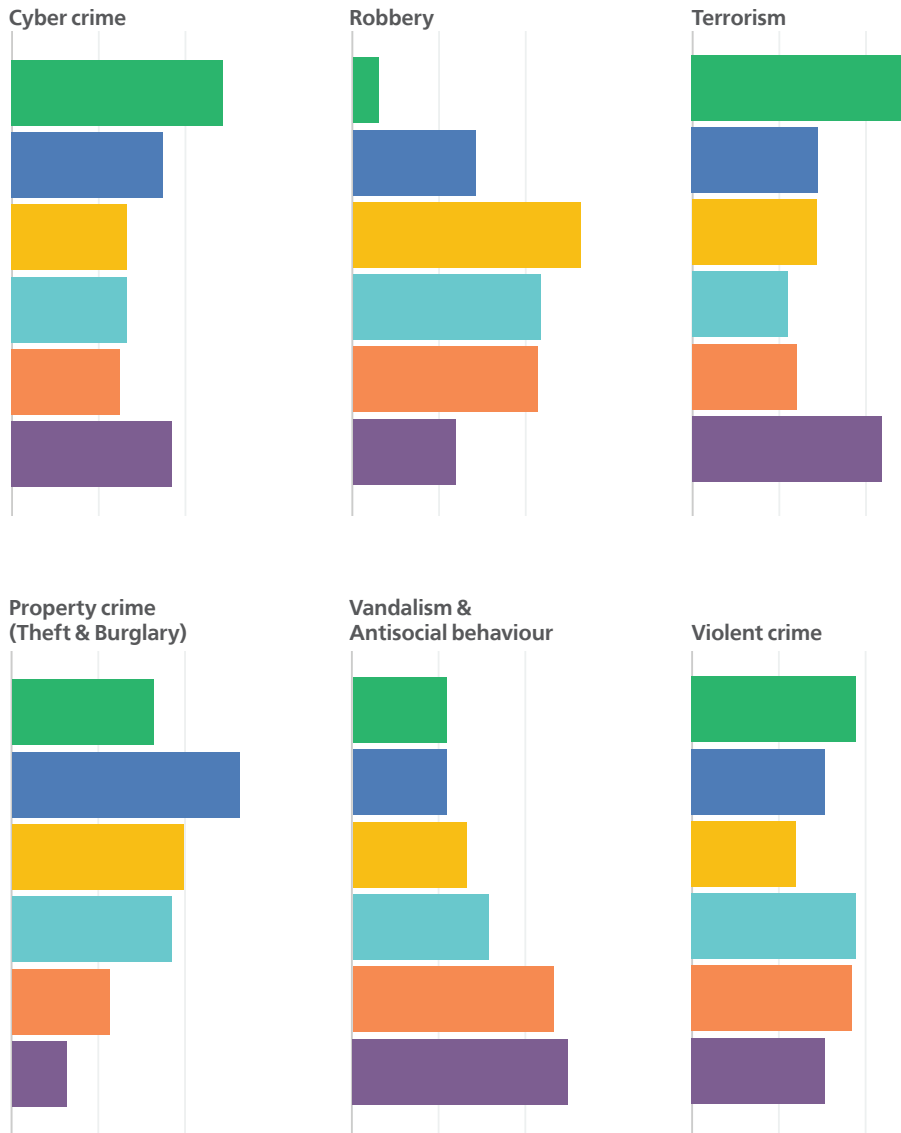 Cyber crime
Robbery
Terrorism
Property crime
(Theft & Burglary)
Vandalism &
Antisocial behaviour
Violent crime